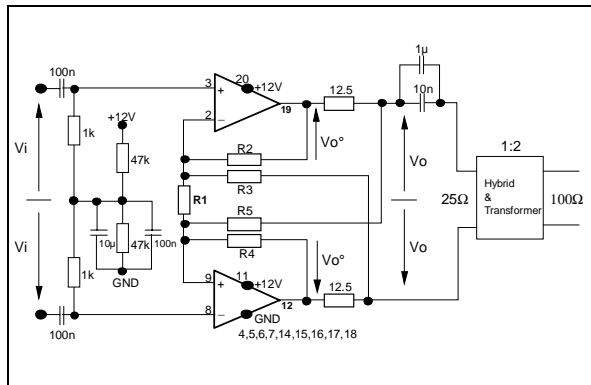 1µ
100n
20
+12V
3
+
12.5
10n
19
2
−
+12V
1k
Vo°
Vi
R2
Vo
1:2
47k
R3
R1
25Ω
Hybrid
&
Transformer
100Ω
R5
10µ
47k
100n
R4
Vi
Vo°
Vo
1k
GND
9
+
11
+12V
12.5
12
8
−
GND
100n
4,5,6,7,14,15,16,17,18